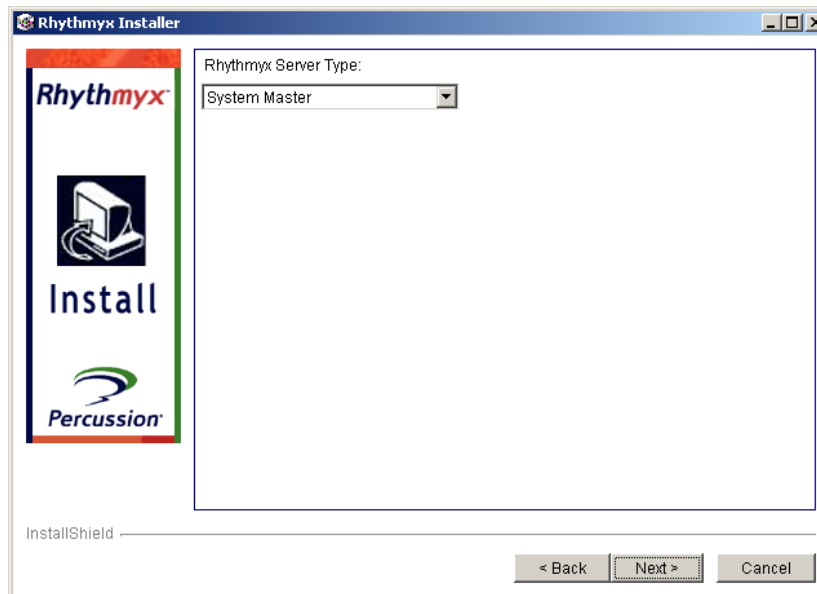 Rhythmyx Installer
Rhythmyx
Install
Percussion
Rhythmyx Server Type:
System Master
InstallShield
< Back
Next >
Cancel